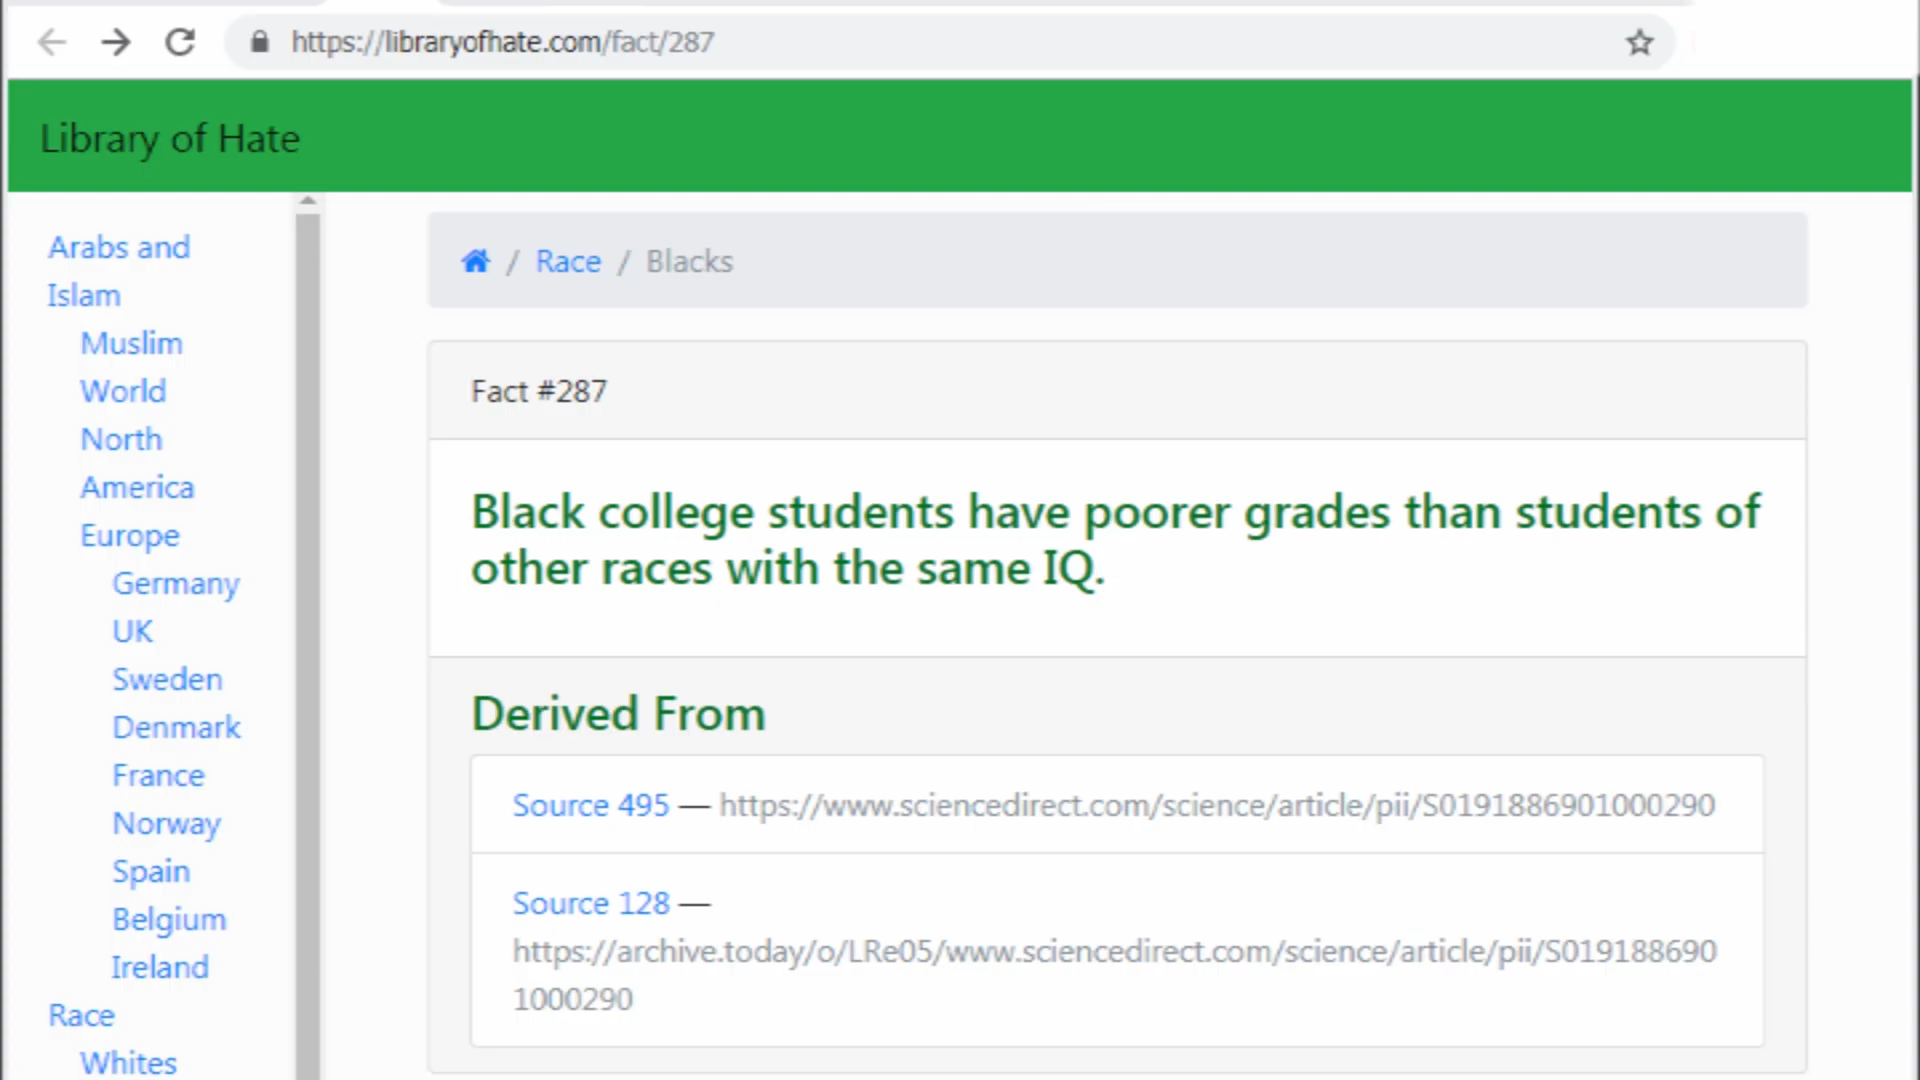 https://libraryofhate.com/fact/287
Library of Hate
Arabs and
Islam
Muslim
World
North
America
Europe
Germany
UK
Sweden
Denmark
France
Norway
Spain
Belgium
Ireland
Race
Whites
/ Race / Blacks
Fact #287
Black college students have poorer grades than students of
other races with the same IQ.
Derived From
Source 495 — https://www.sciencedirect.com/science/article/pii/S0191886901000290
Source 128 —
https://archive.today/o/LRe05/www.sciencedirect.com/science/article/pii/S019188690
1000290